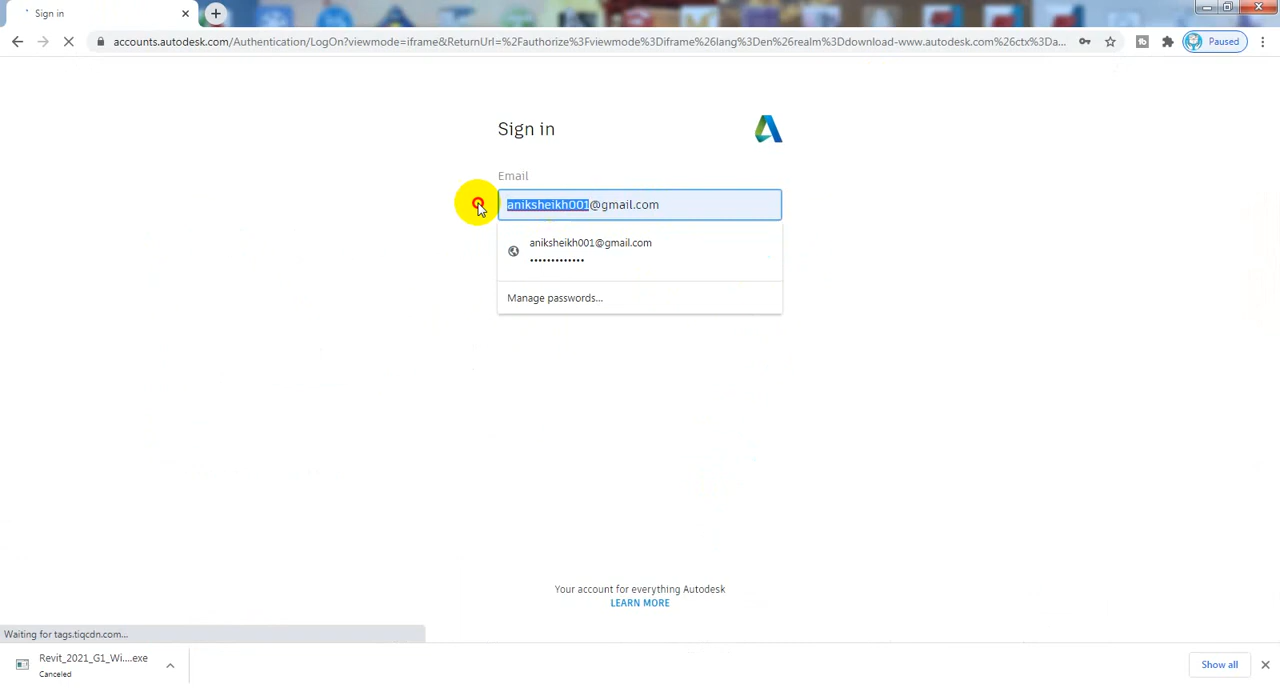 Sign in
accounts.autodesk.com/Authentication/LogOn?viewmode=iframe&ReturnUrl=%2Fauthorize%3Fviewmode%3Diframe%26lang%3Den%26realm%3Ddownload-www.autodesk.com%26ctx%3Da...
Paused
Sign in
Email
aniksheikh001@gmail.com
aniksheikh001@gmail.com
•••••••••••••
Manage passwords...
Your account for everything Autodesk
LEARN MORE
Waiting for tags.tiqcdn.com...
Revit_2021_G1_Wi....exe
Canceled
Show all